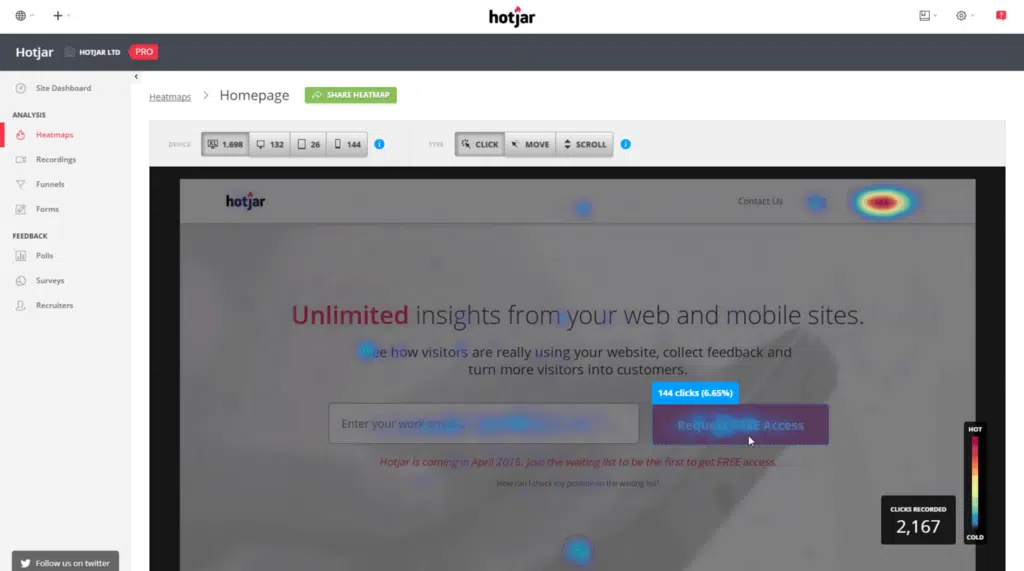 hotjar
?
Hotjar HOTJAR LTD PRO
Site Dashboard
ANALYSIS
Heatmaps
Recordings
Funnels
Forms
FEEDBACK
Polls
Surveys
Recruiters
Follow us on twitter
Heatmaps > Homepage SHARE HEATMAP
DEVICE 1.698 132 26 144 i TYPE CLICK MOVE SCROLL i
hotjar Contact Us
Unlimited insights from your web and mobile sites.
See how visitors are really using your website, collect feedback and
turn more visitors into customers.
144 clicks (6.65%)
Enter your work email... Request FREE Access
Hotjar is coming in April 2015. Join the waiting list to be the first to get FREE access.
How can I check my position on the waiting list?
HOT
COLD
CLICKS RECORDED
2,167